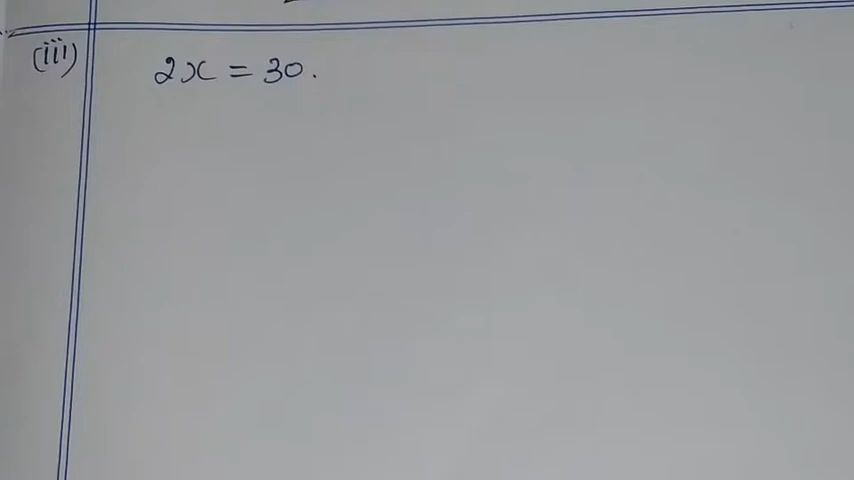 (iii) 2x = 30.